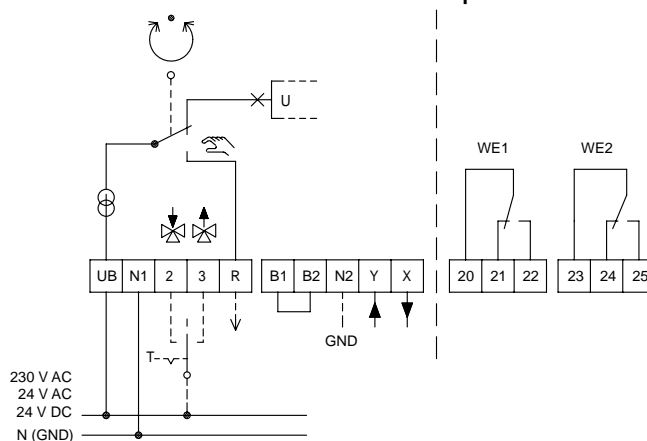 U
WE1 WE2
UB N1 2 3 R B1 B2 N2 Y X 20 21 22 23 24 25
GND
T
230 V AC
24 V AC
24 V DC
N (GND)